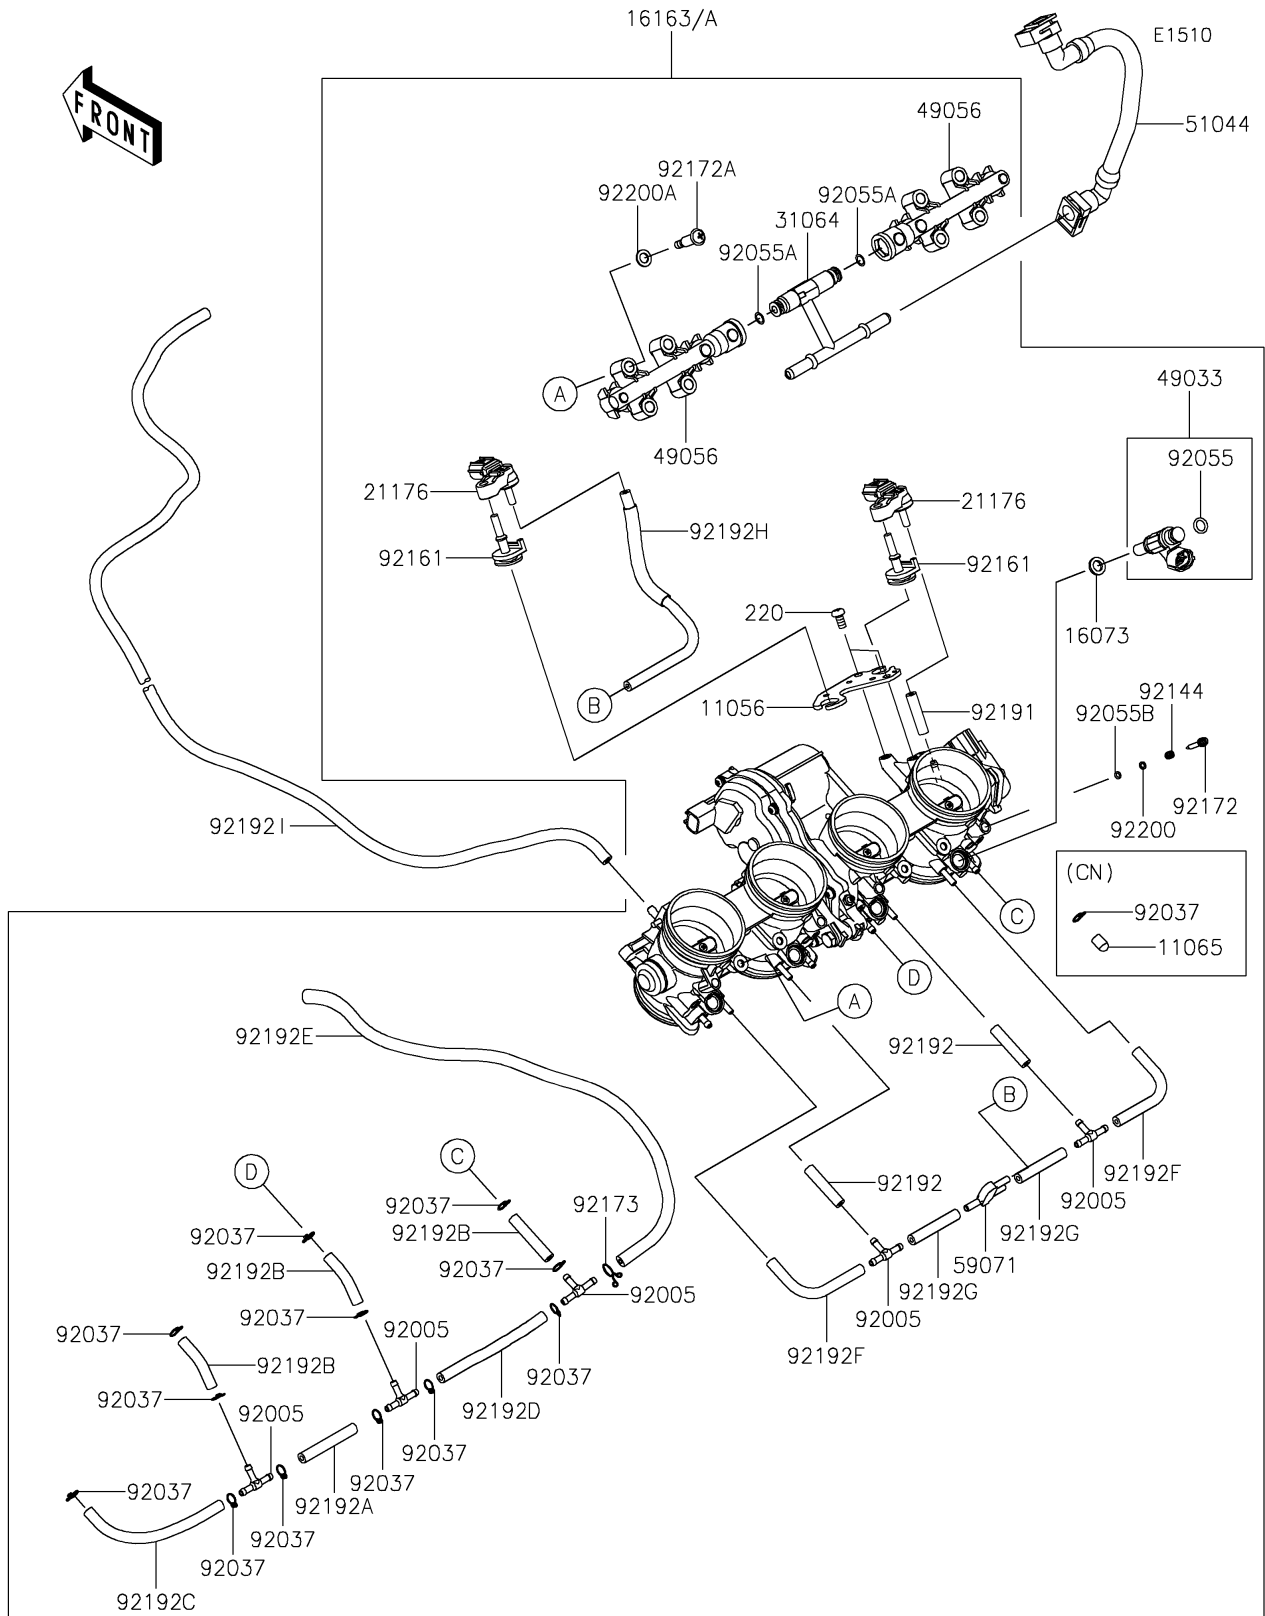 16163/A
E1510
FRONT
49056
51044
92172A
92200A
92055A
31064
92055A
A
49033
49056
92055
21176
21176
92192H
92161
92161
220
16073
B
11056
92191
92144
92055B
92192I
92172
92200
(CN)
92037
C
11065
D
A
92192E
92192
B
C
D
92192
92192F
92037
92173
92005
92037
92192B
92192G
92192B
92037
59071
92005
92192G
92037
92005
92037
92005
92192B
92192F
92037
92037
92005
92192D
92037
92037
92037
92192A
92037
92037
92192C